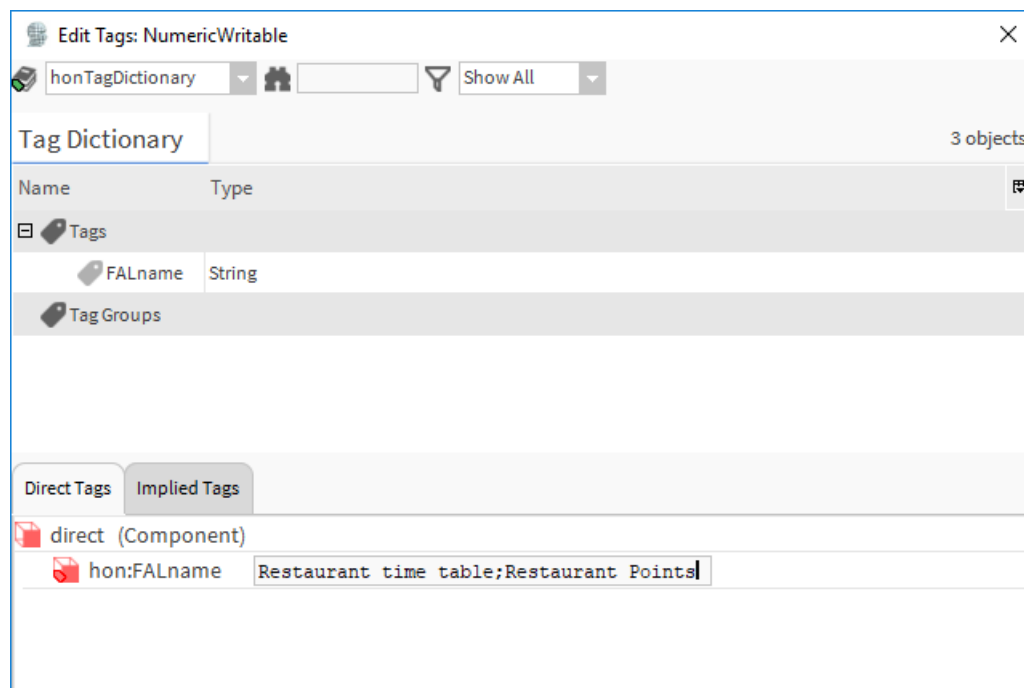 Edit Tags: NumericWritable
honTagDictionary Show All
Tag Dictionary 3 objects
Name Type
Tags
FALname String
Tag Groups
Direct Tags Implied Tags
direct (Component)
hon:FALname Restaurant time table;Restaurant Points